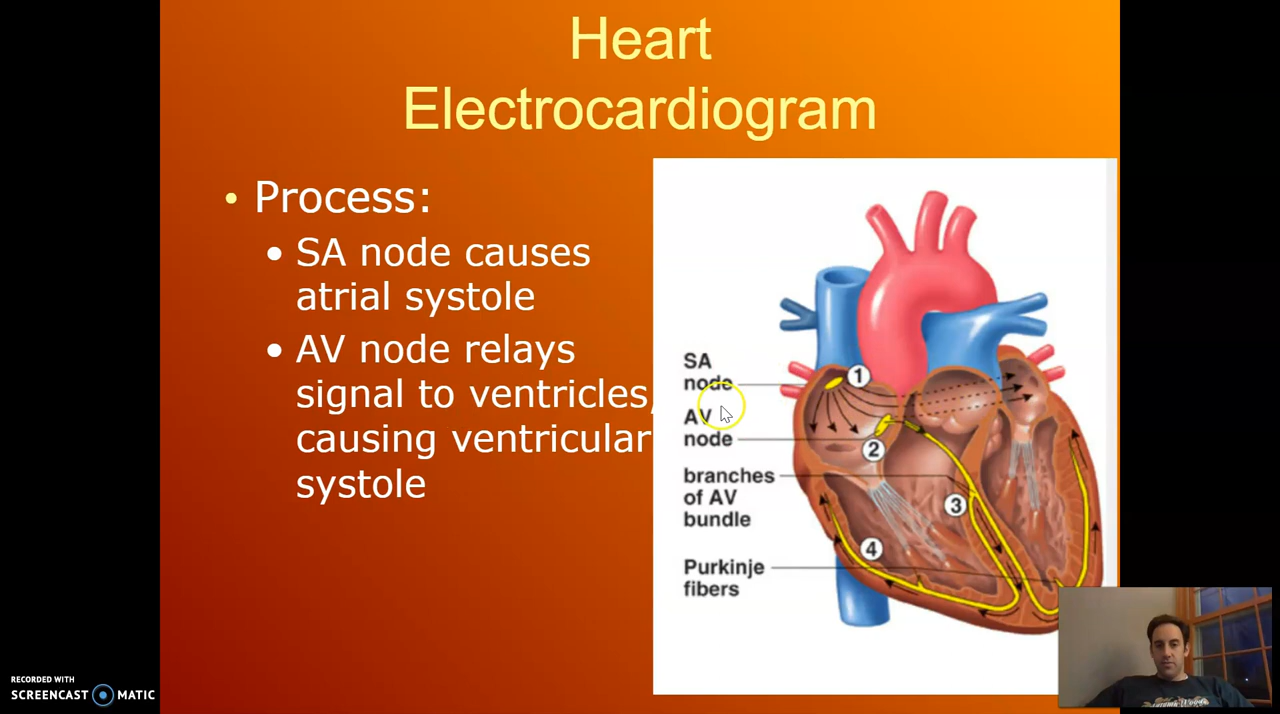 Heart
Electrocardiogram
• Process:
• SA node causes
atrial systole
• AV node relays
signal to ventricles,
causing ventricular
systole
SA
node
1
AV
node
2
branches
of AV
bundle
3
4
Purkinje
fibers
RECORDED WITH
SCREENCAST MATIC